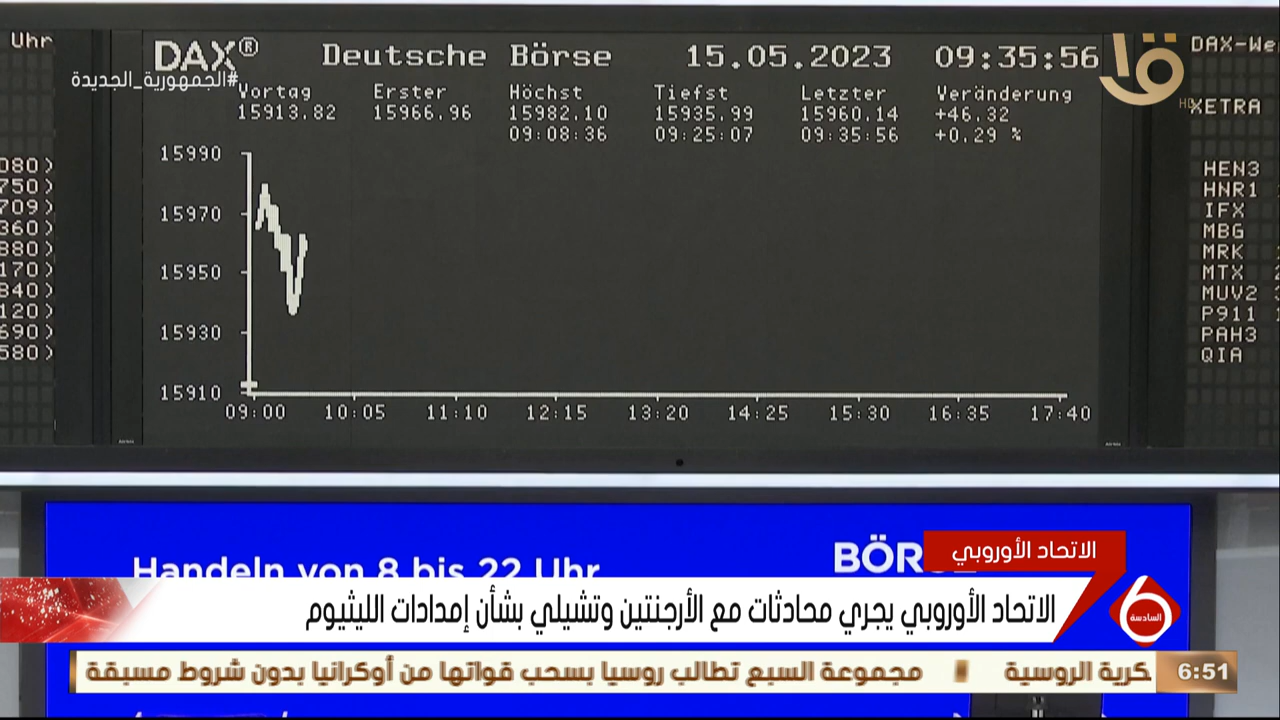 Uhr
DAX® Deutsche Börse 15.05.2023 09:35:56
#الجمهورية_الجديدة
Vortag Erster Höchst Tiefst Letzter Veränderung
15913.82 15966.96 15982.10 15935.99 15960.14 +46.32
09:08:36 09:25:07 09:35:56 +0.29 %
DAX-We
HD
XETRA
15990
15970
15950
15930
15910
09:00 10:05 11:10 12:15 13:20 14:25 15:30 16:35 17:40
080)
750)
709)
360)
880)
170)
840)
120)
690)
580)
HEN3
HNR1
IFX
MBG
MRK
MTX 2
MUV2 3
P911 1
PAH3
QIA
Handeln von 8 bis 22 Uhr
BÖR
الاتحاد الأوروبي
السادسة
الاتحاد الأوروبي يجري محادثات مع الأرجنتين وتشيلي بشأن إمدادات الليثيوم
6:51
كرية الروسية
مجموعة السبع تطالب روسيا بسحب قواتها من أوكرانيا بدون شروط مسبقة